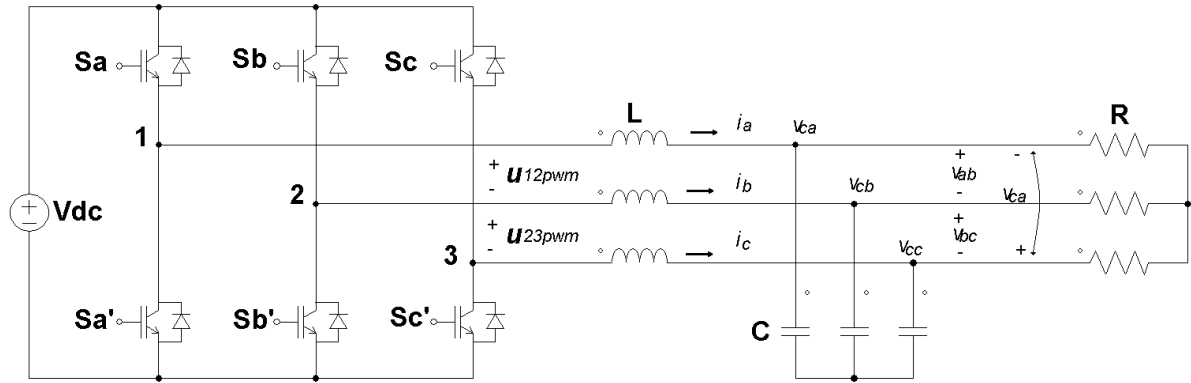 Sa
Sb
Sc
L
ia
vca
R
1
+
-
u12pwm
+
vab
-
-
2
ib
vcb
vca
+
-
Vdc
+
-
u23pwm
+
vbc
-
+
3
ic
vcc
Sa'
Sb'
Sc'
C